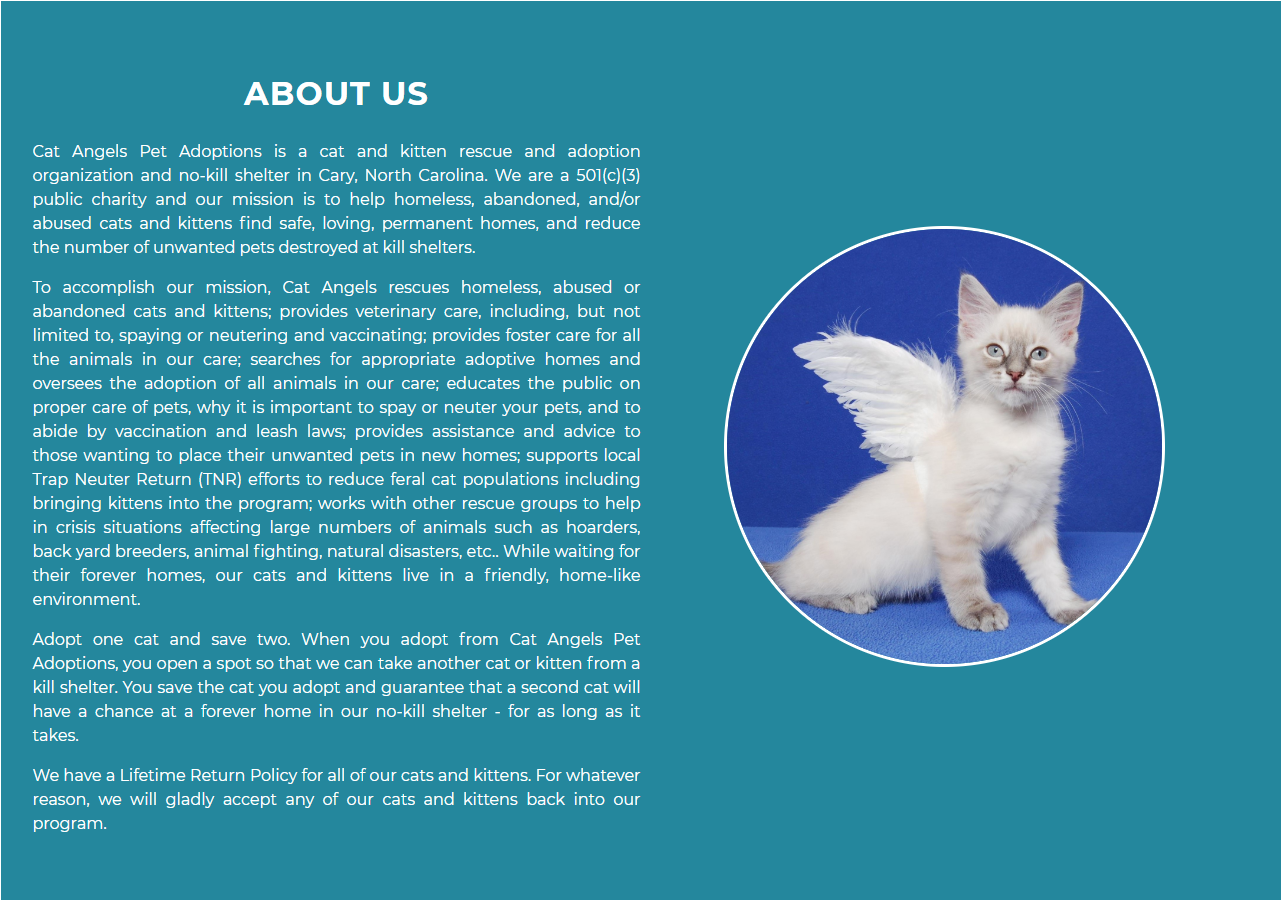 ABOUT US
Cat Angels Pet Adoptions is a cat and kitten rescue and adoption
organization and no-kill shelter in Cary, North Carolina. We are a 501(c)(3)
public charity and our mission is to help homeless, abandoned, and/or
abused cats and kittens find safe, loving, permanent homes, and reduce
the number of unwanted pets destroyed at kill shelters.
To accomplish our mission, Cat Angels rescues homeless, abused or
abandoned cats and kittens; provides veterinary care, including, but not
limited to, spaying or neutering and vaccinating; provides foster care for all
the animals in our care; searches for appropriate adoptive homes and
oversees the adoption of all animals in our care; educates the public on
proper care of pets, why it is important to spay or neuter your pets, and to
abide by vaccination and leash laws; provides assistance and advice to
those wanting to place their unwanted pets in new homes; supports local
Trap Neuter Return (TNR) efforts to reduce feral cat populations including
bringing kittens into the program; works with other rescue groups to help
in crisis situations affecting large numbers of animals such as hoarders,
back yard breeders, animal fighting, natural disasters, etc.. While waiting for
their forever homes, our cats and kittens live in a friendly, home-like
environment.
Adopt one cat and save two. When you adopt from Cat Angels Pet
Adoptions, you open a spot so that we can take another cat or kitten from a
kill shelter. You save the cat you adopt and guarantee that a second cat will
have a chance at a forever home in our no-kill shelter - for as long as it
takes.
We have a Lifetime Return Policy for all of our cats and kittens. For whatever
reason, we will gladly accept any of our cats and kittens back into our
program.